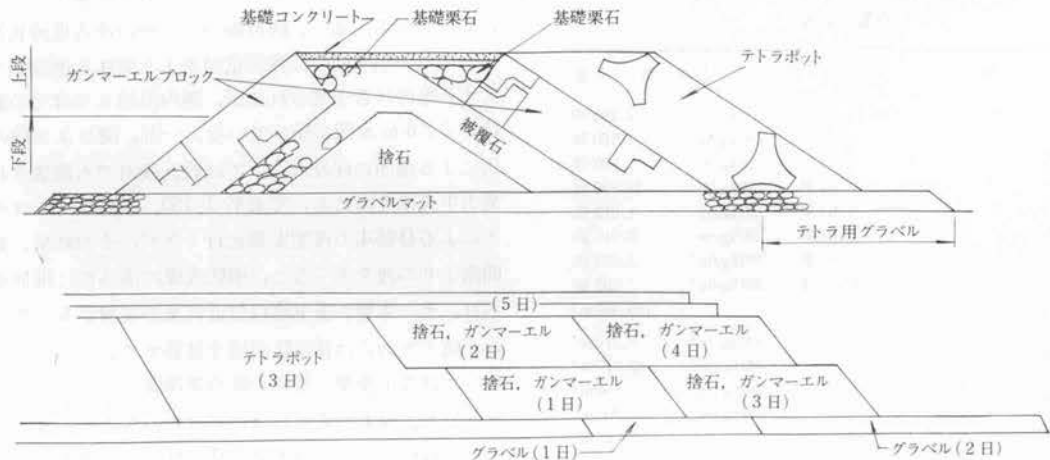 基礎コンクリート
基礎栗石
基礎栗石
ガンマーエルブロック
テトラポット
上段
下段
被覆石
捨石
グラベルマット
テトラ用グラベル
(5日)
捨石，ガンマーエル
(2日)
捨石，ガンマーエル
(4日)
テトラポット
(3日)
捨石，ガンマーエル
(1日)
捨石，ガンマーエル
(3日)
グラベル(1日)
グラベル(2日)